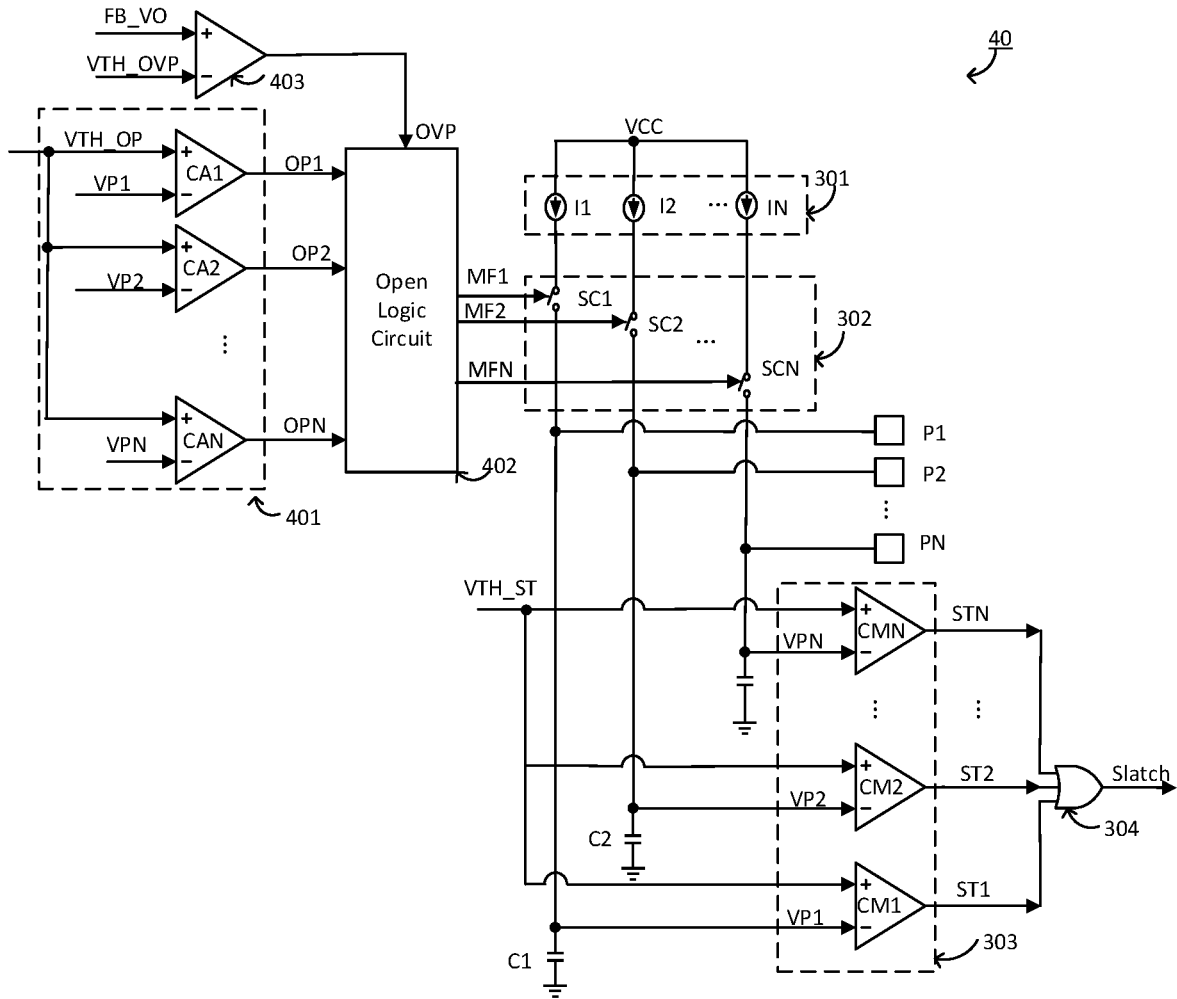 FB_VO
+
40
VTH_OVP
−
403
OVP
VCC
VTH_OP
+
CA1
OP1
VP1
−
301
I1
I2
...
IN
+
CA2
OP2
VP2
−
Open
Logic
Circuit
MF1
SC1
MF2
SC2
302
...
...
MFN
SCN
+
CAN
OPN
VPN
−
P1
402
P2
401
...
PN
VTH_ST
+
CMN
STN
VPN
−
...
...
+
CM2
ST2
Slatch
VP2
−
C2
304
+
CM1
ST1
VP1
−
303
C1